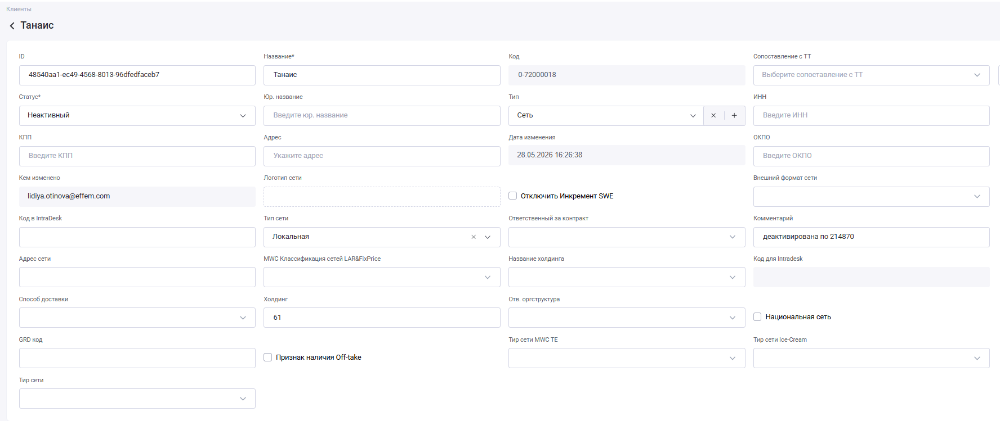 Клиенты
Танаис
ID
Название*
Код
Сопоставление с ТТ
48540aa1-ec49-4568-8013-96dfedfaceb7
Танаис
0-72000018
Выберите сопоставление с ТТ
Статус*
Юр. название
Тип
ИНН
Неактивный
Введите юр. название
Сеть
Введите ИНН
КПП
Адрес
Дата изменения
ОКПО
Введите КПП
Укажите адрес
28.05.2026 16:26:38
Введите ОКПО
Кем изменено
Логотип сети
Внешний формат сети
lidiya.otinova@effem.com
Отключить Инкремент SWE
Код в IntraDesk
Тип сети
Ответственный за контракт
Комментарий
Локальная
деактивирована по 214870
Адрес сети
MWC Классификация сетей LAR&FixPrice
Название холдинга
Код для Intradesk
Способ доставки
Холдинг
Отв. оргструктура
61
Национальная сеть
GRD код
Тир сети MWC TE
Тир сети Ice-Cream
Признак наличия Off-take
Тир сети